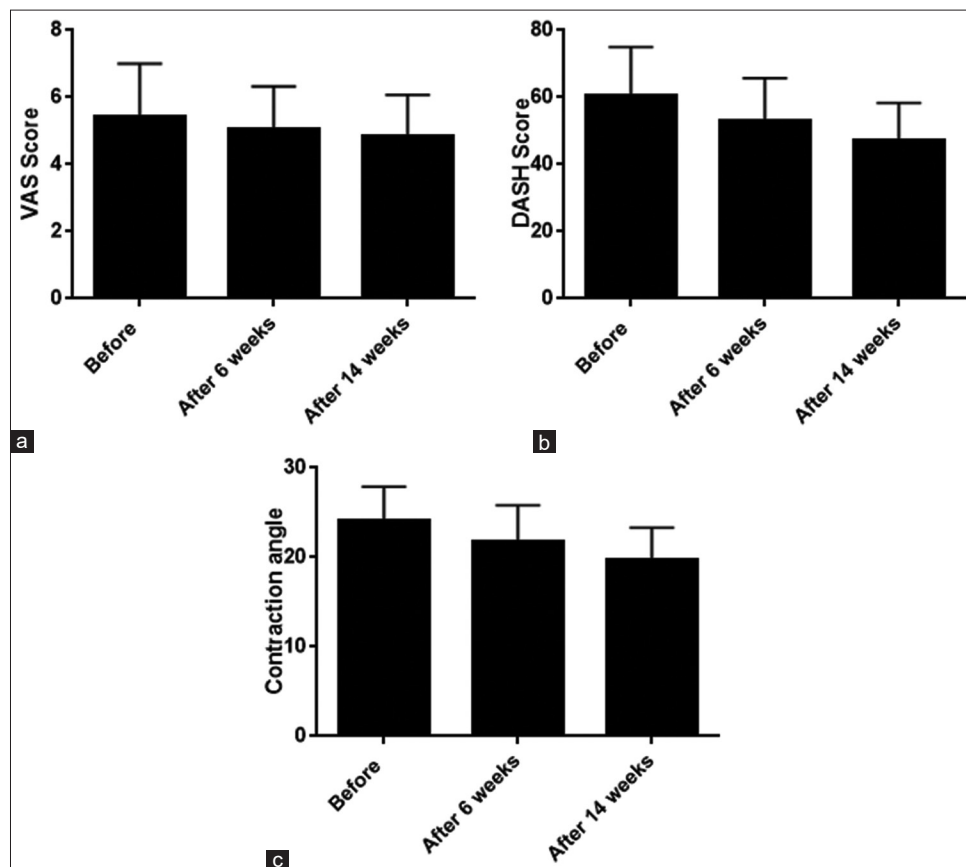 8
6
4
2
0
VAS Score
Before
After 6 weeks
After 14 weeks
a
80
60
40
20
0
DASH Score
Before
After 6 weeks
After 14 weeks
b
30
20
10
0
Contraction angle
Before
After 6 weeks
After 14 weeks
c